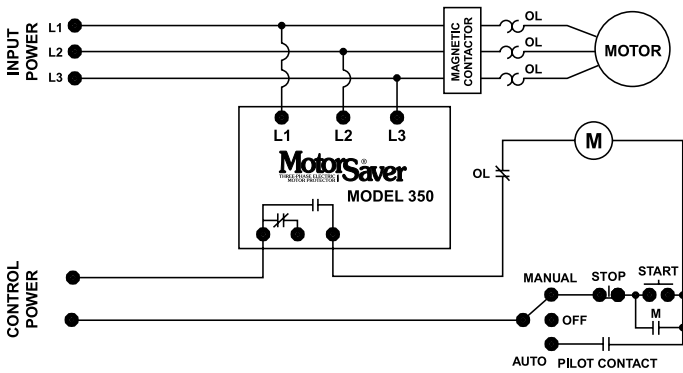 INPUT
POWER
L1
L2
L3
MAGNETIC
CONTACTOR
OL
OL
OL
MOTOR
L1 L2 L3
MotorSaver®
THREE-PHASE ELECTRIC
MOTOR PROTECTOR
MODEL 350
OL
M
CONTROL
POWER
MANUAL
STOP
START
OFF
M
AUTO
PILOT CONTACT